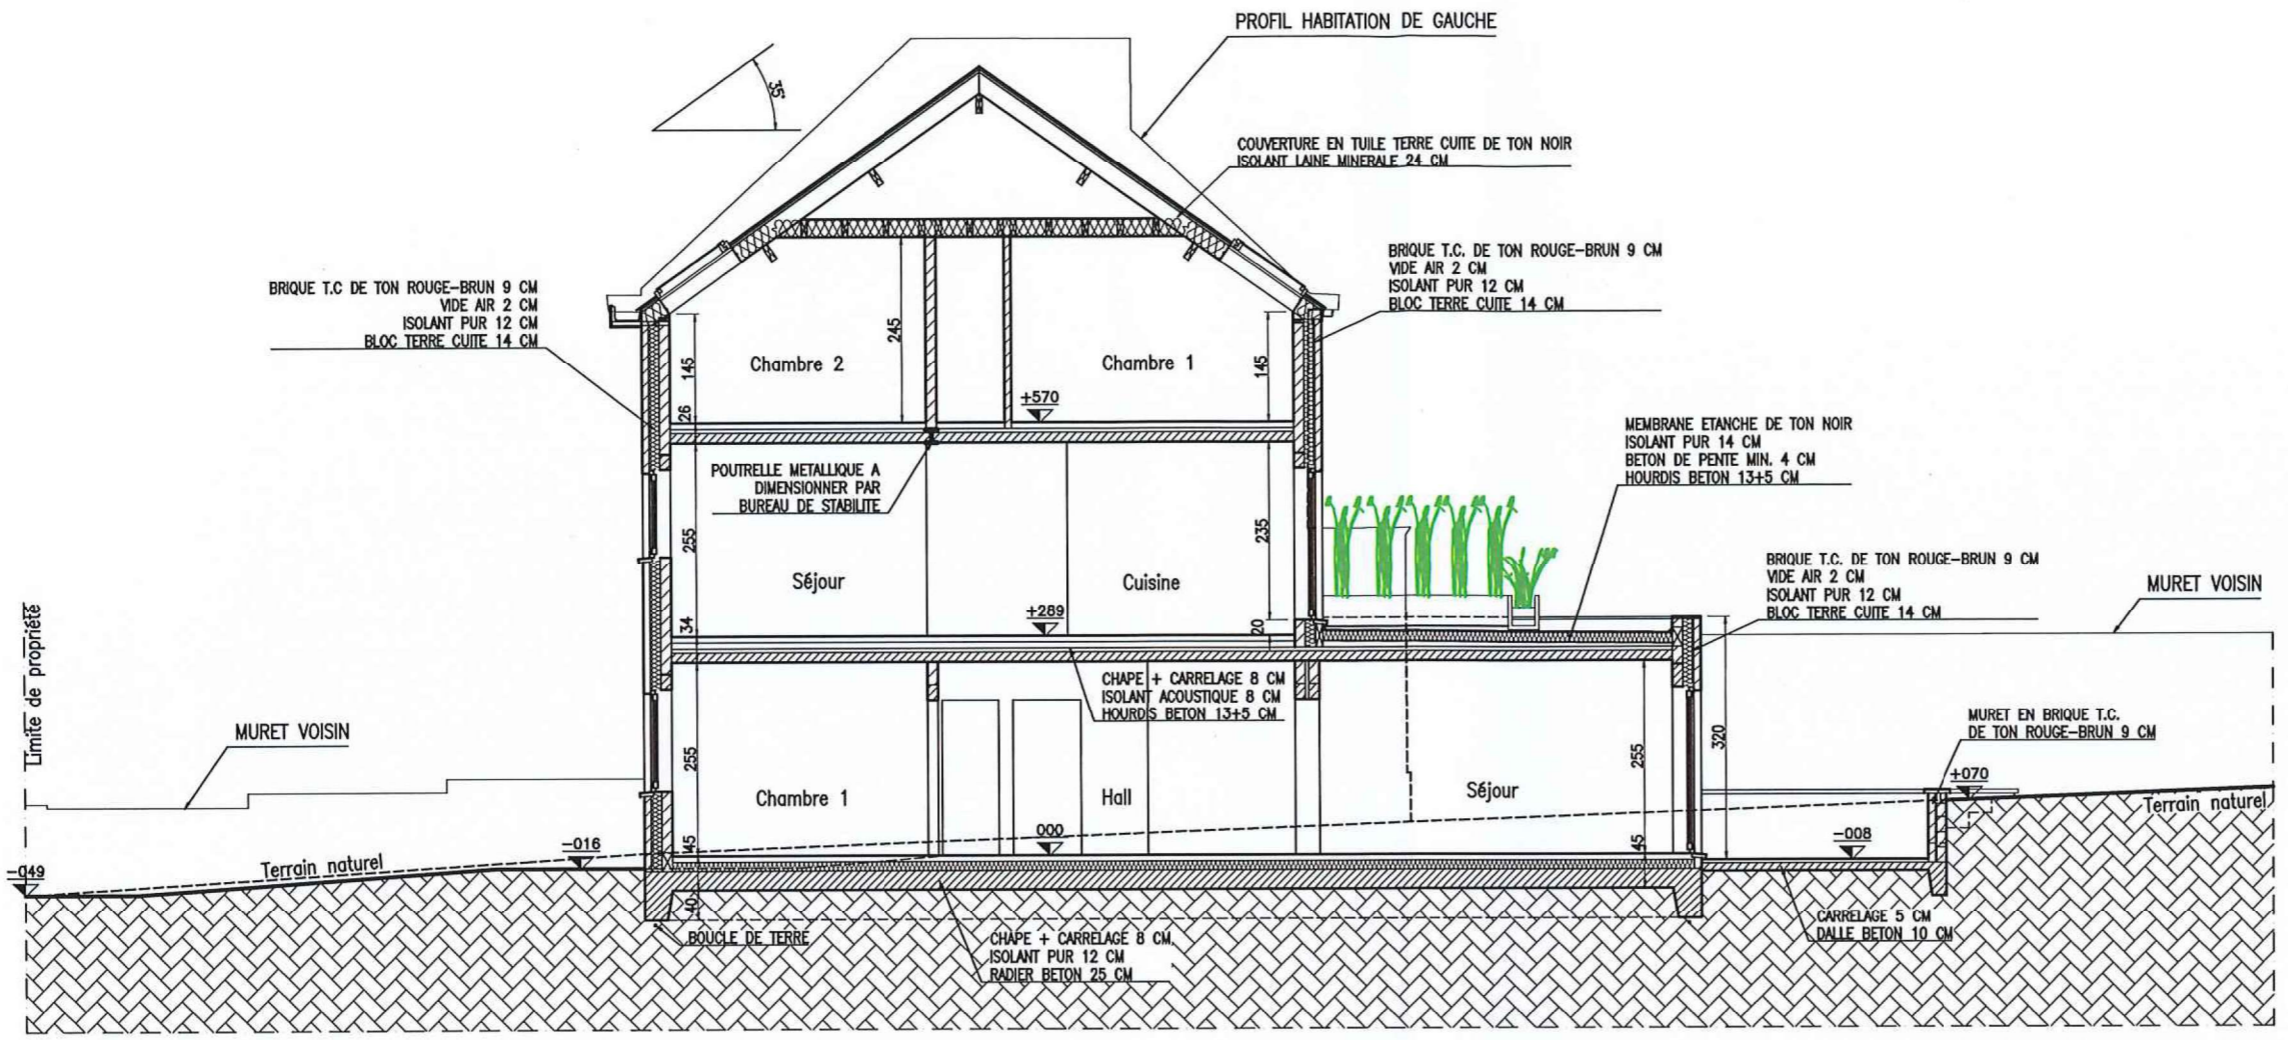 PROFIL HABITATION DE GAUCHE
35°
COUVERTURE EN TUILE TERRE CUITE DE TON NOIR
ISOLANT LAINE MINERALE 24 CM
BRIQUE T.C DE TON ROUGE-BRUN 9 CM
VIDE AIR 2 CM
ISOLANT PUR 12 CM
BLOC TERRE CUITE 14 CM
BRIQUE T.C. DE TON ROUGE-BRUN 9 CM
VIDE AIR 2 CM
ISOLANT PUR 12 CM
BLOC TERRE CUITE 14 CM
145
26
Chambre 2
245
+570
Chambre 1
145
MEMBRANE ETANCHE DE TON NOIR
ISOLANT PUR 14 CM
BETON DE PENTE MIN. 4 CM
HOURDIS BETON 13+5 CM
POUTRELLE METALLIQUE A
DIMENSIONNER PAR
BUREAU DE STABILITE
255
34
Séjour
+289
Cuisine
235
20
BRIQUE T.C. DE TON ROUGE-BRUN 9 CM
VIDE AIR 2 CM
ISOLANT PUR 12 CM
BLOC TERRE CUITE 14 CM
MURET VOISIN
Limite de propriété
MURET VOISIN
CHAPE + CARRELAGE 8 CM
ISOLANT ACOUSTIQUE 8 CM
HOURDIS BETON 13+5 CM
320
MURET EN BRIQUE T.C.
DE TON ROUGE-BRUN 9 CM
255
45
Chambre 1
000
Hall
Séjour
255
45
+070
Terrain naturel
-008
-016
Terrain naturel
-049
40
BOUCLE DE TERRE
CHAPE + CARRELAGE 8 CM
ISOLANT PUR 12 CM
RADIER BETON 25 CM
CARRELAGE 5 CM
DALLE BETON 10 CM